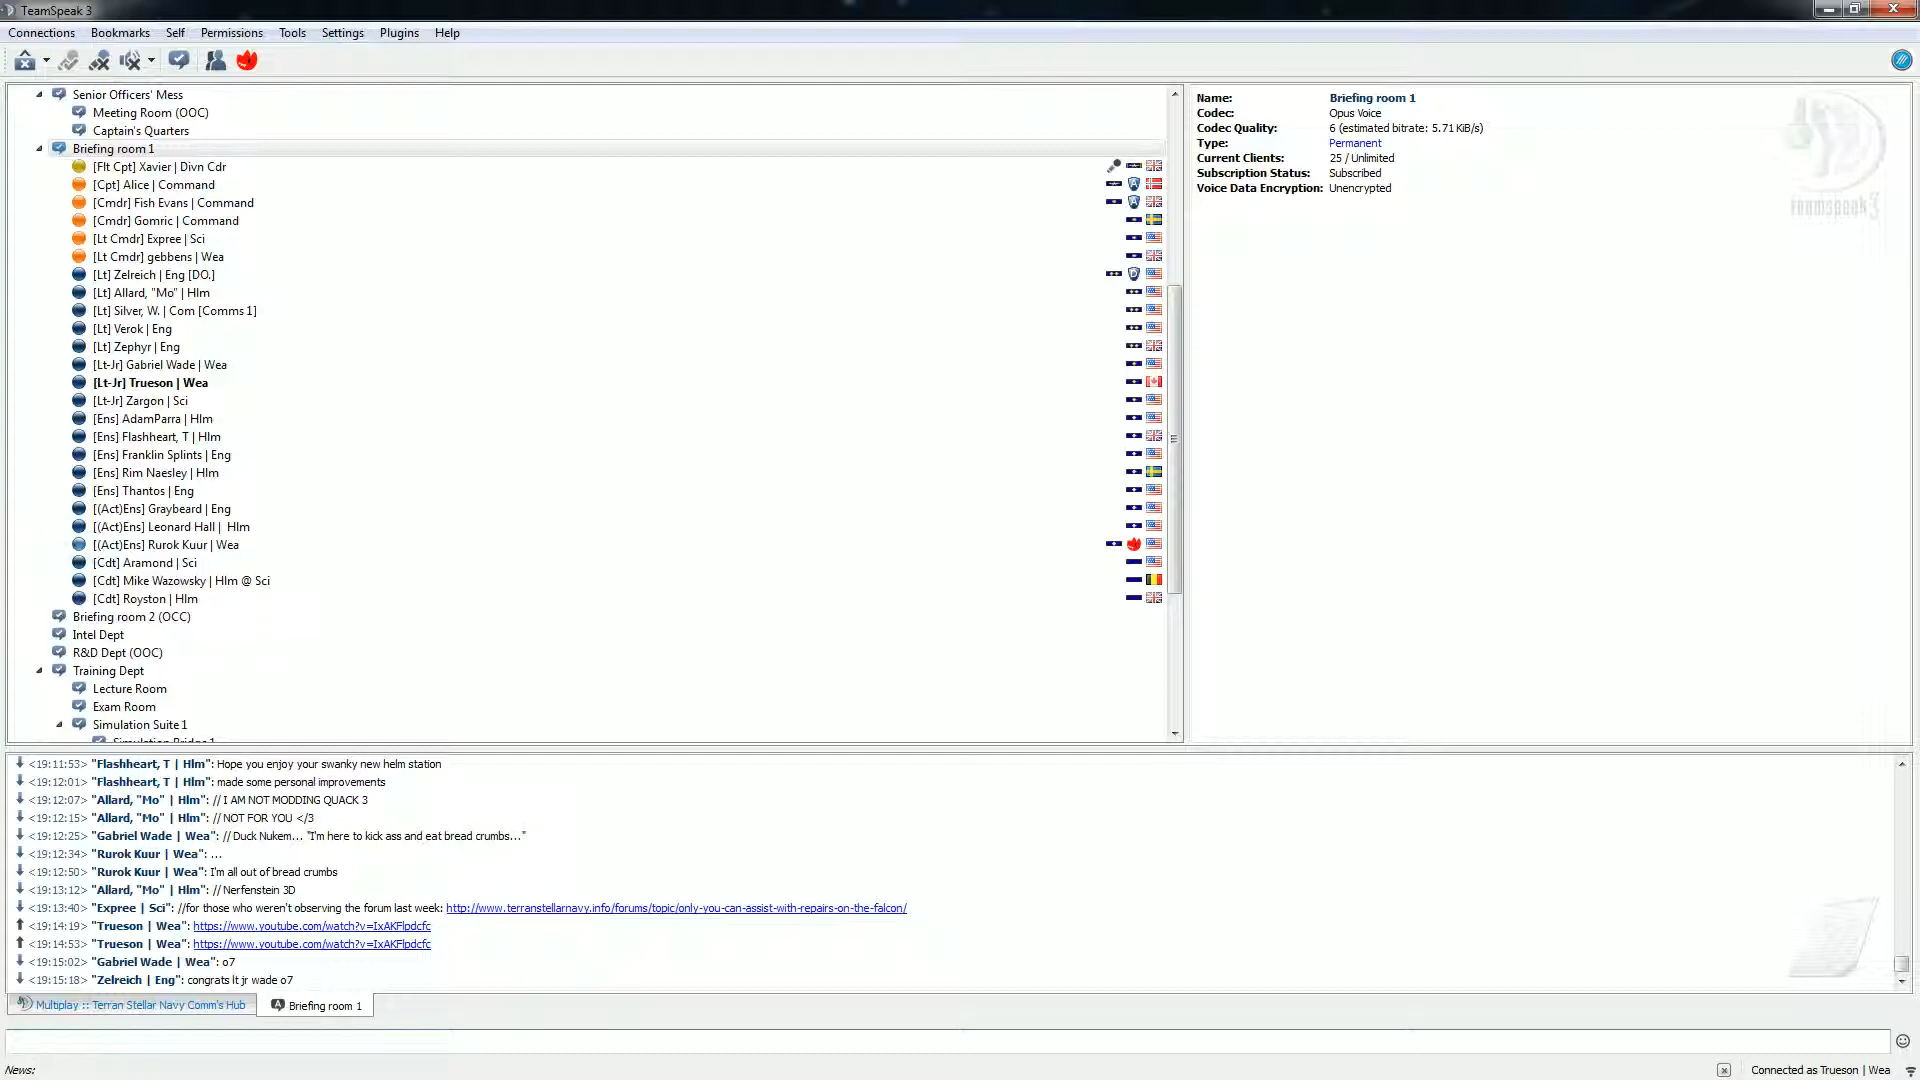 TeamSpeak 3
Connections Bookmarks Self Permissions Tools Settings Plugins Help
Senior Officers' Mess
Meeting Room (OOC)
Captain's Quarters
Briefing room 1
[Flt Cpt] Xavier | Divn Cdr
[Cpt] Alice | Command
[Cmdr] Fish Evans | Command
[Cmdr] Gomric | Command
[Lt Cmdr] Expree | Sci
[Lt Cmdr] gebbens | Wea
[Lt] Zelreich | Eng [DO.]
[Lt] Allard, "Mo" | Hlm
[Lt] Silver, W. | Com [Comms1]
[Lt] Verok | Eng
[Lt] Zephyr | Eng
[Lt-Jr] Gabriel Wade | Wea
[Lt-Jr] Trueson | Wea
[Lt-Jr] Zargon | Sci
[Ens] AdamParra | Hlm
[Ens] Flashheart, T | Hlm
[Ens] Franklin Splints | Eng
[Ens] Rim Naesley | Hlm
[Ens] Thantos | Eng
[(Act)Ens] Graybeard | Eng
[(Act)Ens] Leonard Hall | Hlm
[(Act)Ens] Rurok Kuur | Wea
[Cdt] Aramond | Sci
[Cdt] Mike Wazowsky | Hlm @ Sci
[Cdt] Royston | Hlm
Briefing room 2 (OCC)
Intel Dept
R&D Dept (OOC)
Training Dept
Lecture Room
Exam Room
Simulation Suite 1
Simulation Bridge 1
Name: Briefing room 1
Codec: Opus Voice
Codec Quality: 6 (estimated bitrate: 5.71 KiB/s)
Type: Permanent
Current Clients: 25 / Unlimited
Subscription Status: Subscribed
Voice Data Encryption: Unencrypted
teamspeak 3
<19:11:53> "Flashheart, T | Hlm": Hope you enjoy your swanky new helm station
<19:12:01> "Flashheart, T | Hlm": made some personal improvements
<19:12:07> "Allard, "Mo" | Hlm": // I AM NOT MODDING QUACK 3
<19:12:15> "Allard, "Mo" | Hlm": // NOT FOR YOU </3
<19:12:25> "Gabriel Wade | Wea": // Duck Nukem... "I'm here to kick ass and eat bread crumbs..."
<19:12:34> "Rurok Kuur | Wea": ...
<19:12:50> "Rurok Kuur | Wea": I'm all out of bread crumbs
<19:13:12> "Allard, "Mo" | Hlm": // Nerfenstein 3D
<19:13:40> "Expree | Sci": //for those who weren't observing the forum last week: http://www.terranstellarnavy.info/forums/topic/only-you-can-assist-with-repairs-on-the-falcon/
<19:14:19> "Trueson | Wea": https://www.youtube.com/watch?v=IxAKFlpdcfc
<19:14:53> "Trueson | Wea": https://www.youtube.com/watch?v=IxAKFlpdcfc
<19:15:02> "Gabriel Wade | Wea": o7
<19:15:18> "Zelreich | Eng": congrats lt jr wade o7
Multiplay :: Terran Stellar Navy Comm's Hub
Briefing room 1
News:
Connected as Trueson | Wea